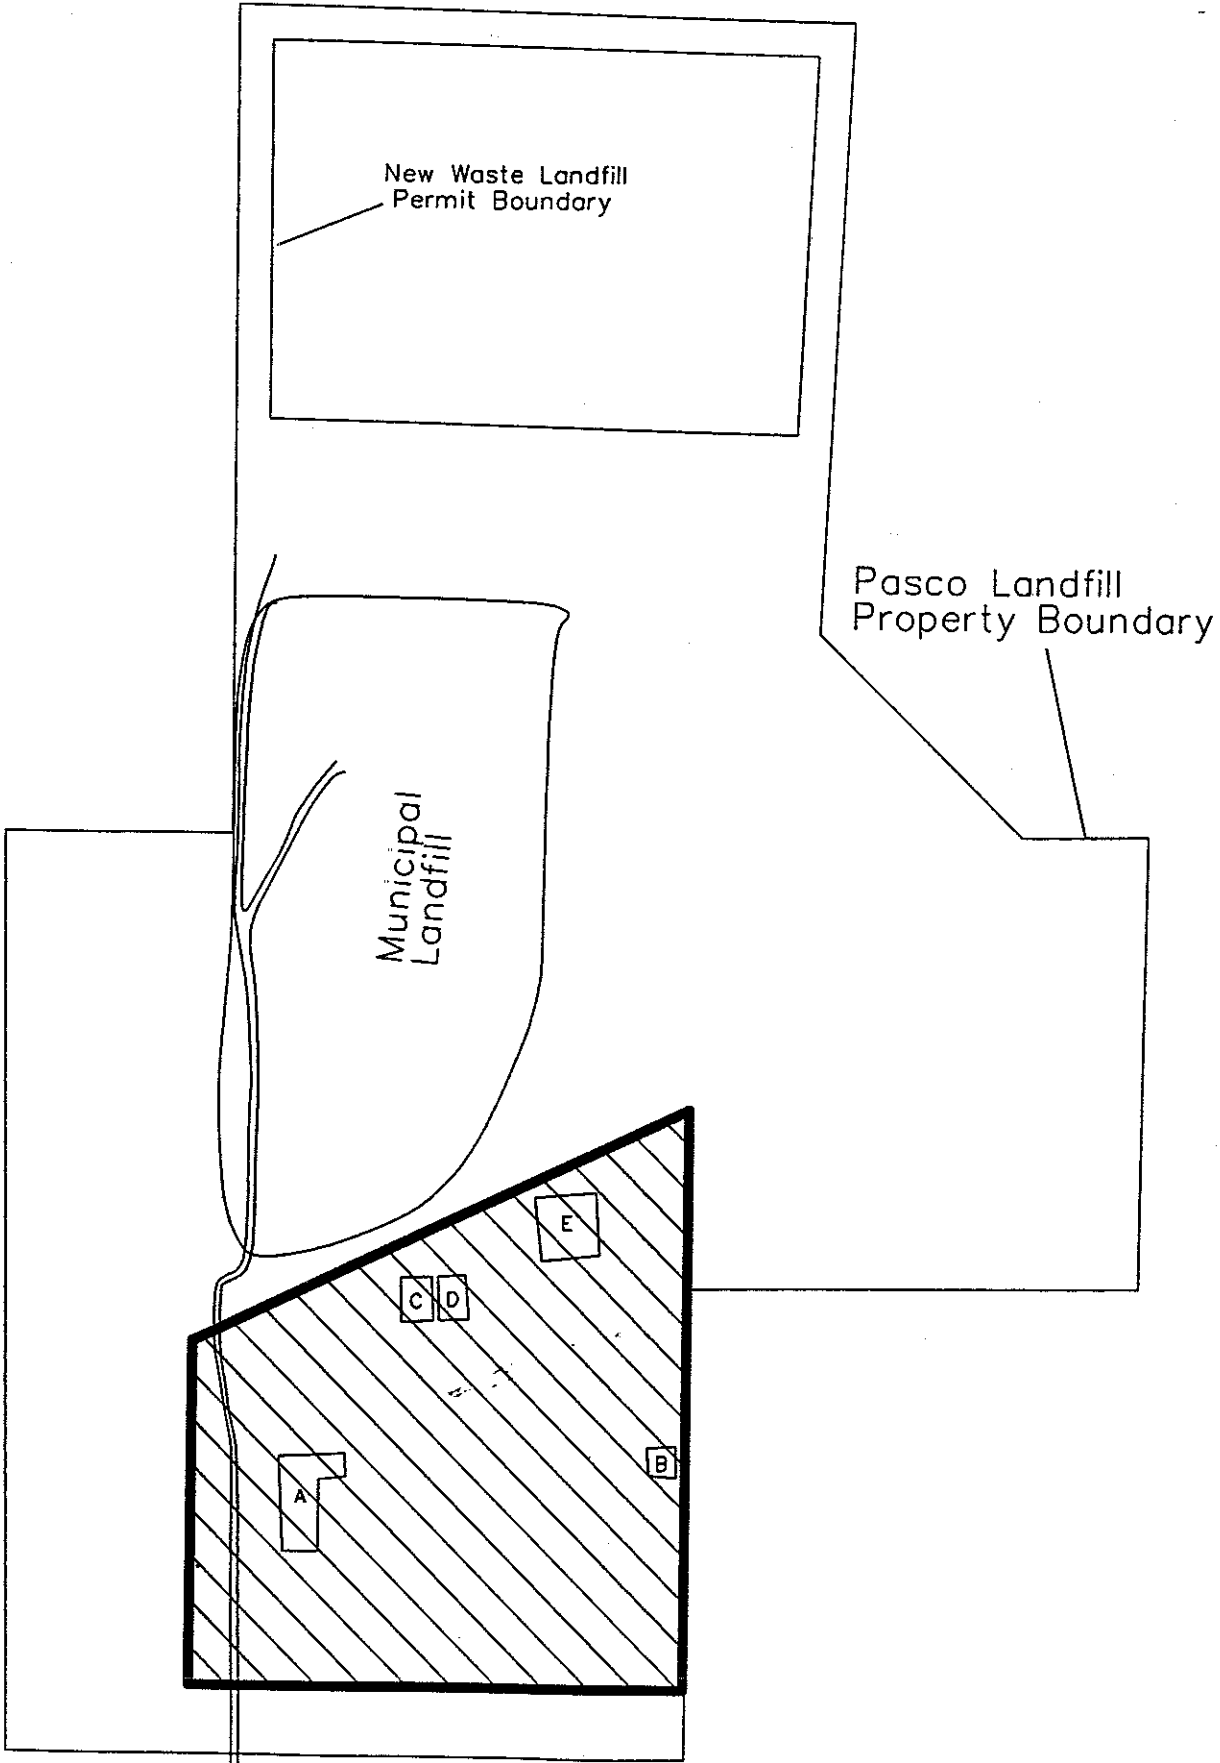 New Waste Landfill
Permit Boundary
Pasco Landfill
Property Boundary
Municipal
Landfill
E
C
D
B
A